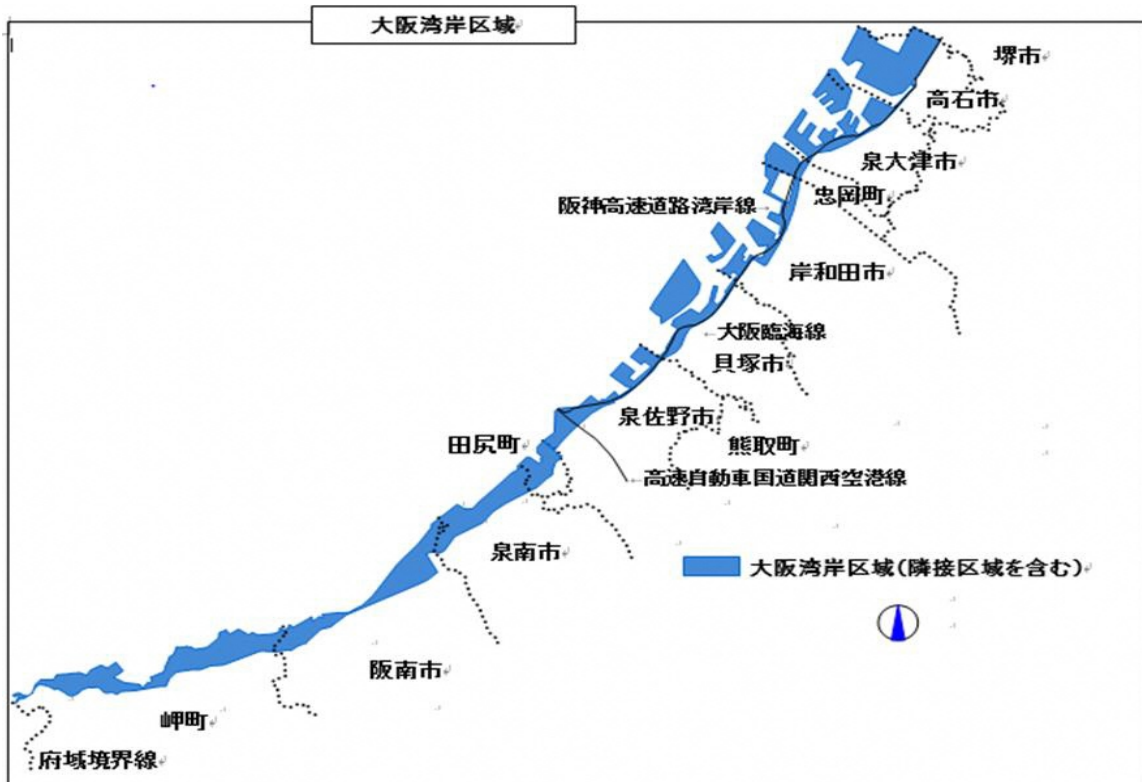 大阪湾岸区域
堺市
高石市
泉大津市
忠岡町
阪神高速道路湾岸線
岸和田市
大阪臨海線
貝塚市
泉佐野市
田尻町
熊取町
高速自動車国道関西空港線
泉南市
大阪湾岸区域(隣接区域を含む)
阪南市
岬町
府域境界線